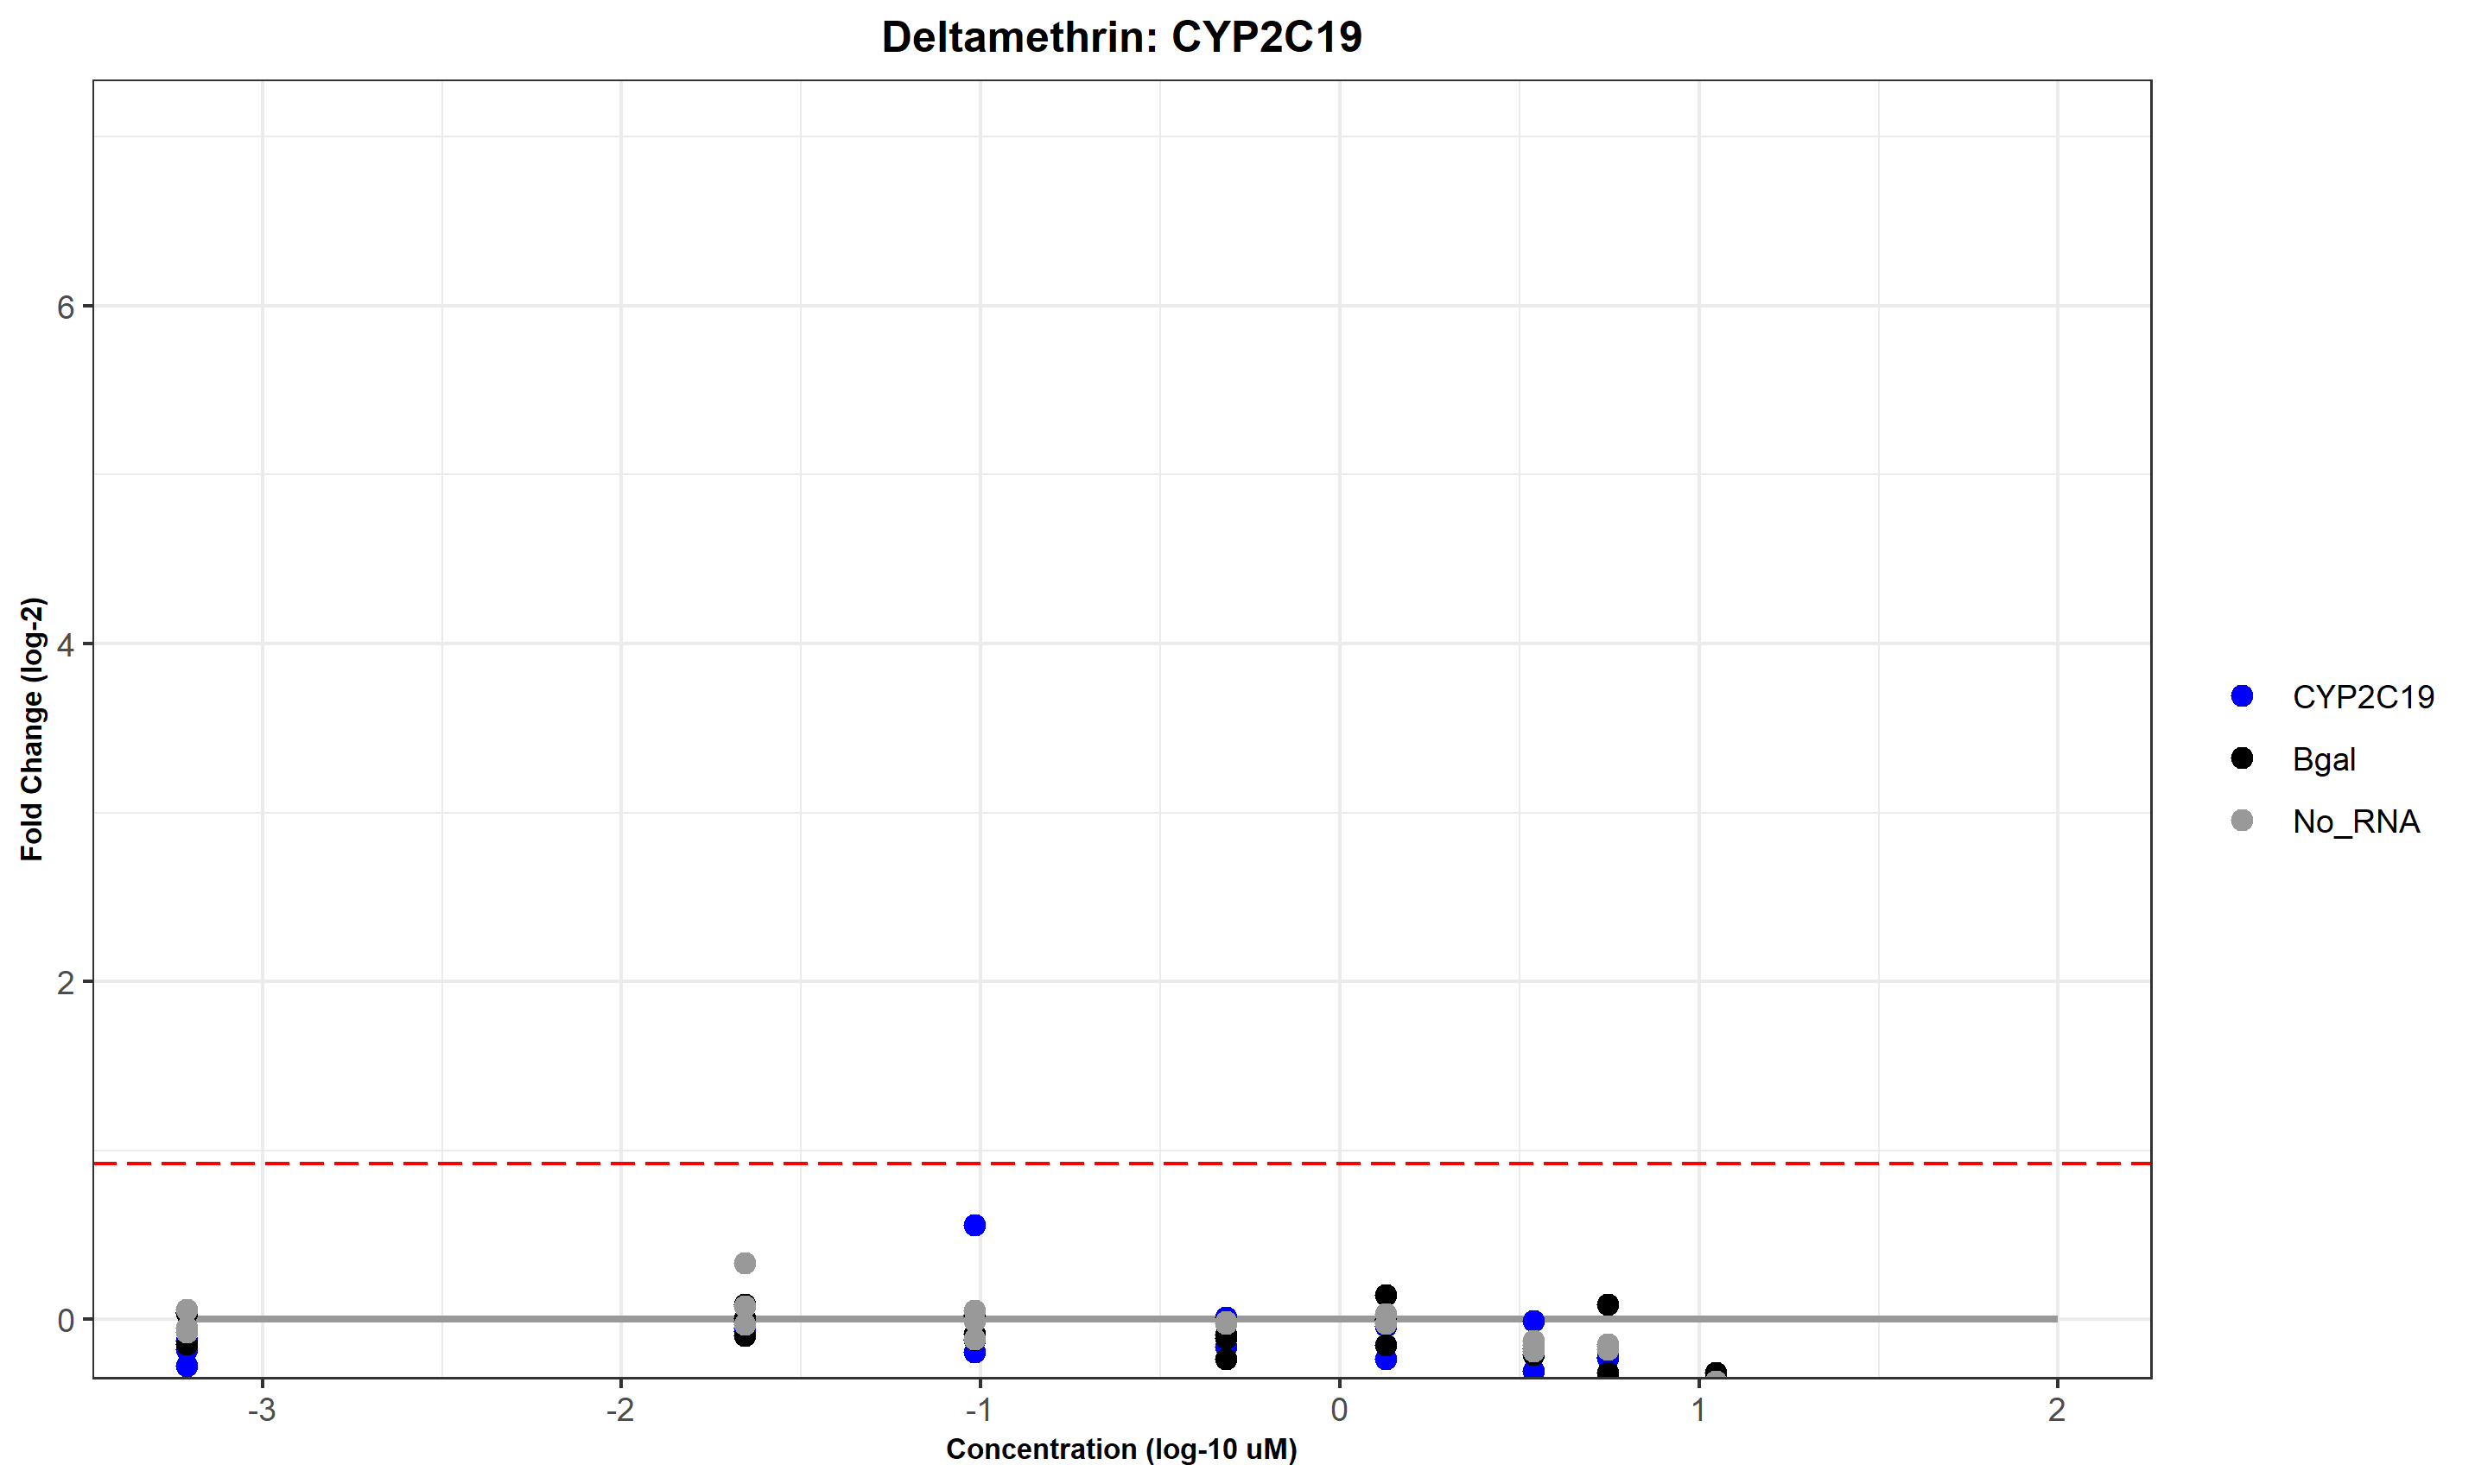 Deltamethrin: CYP2C19
Fold Change (log-2)
6
4
2
0
-3
-2
-1
0
1
2
Concentration (log-10 uM)
CYP2C19
Bgal
No_RNA